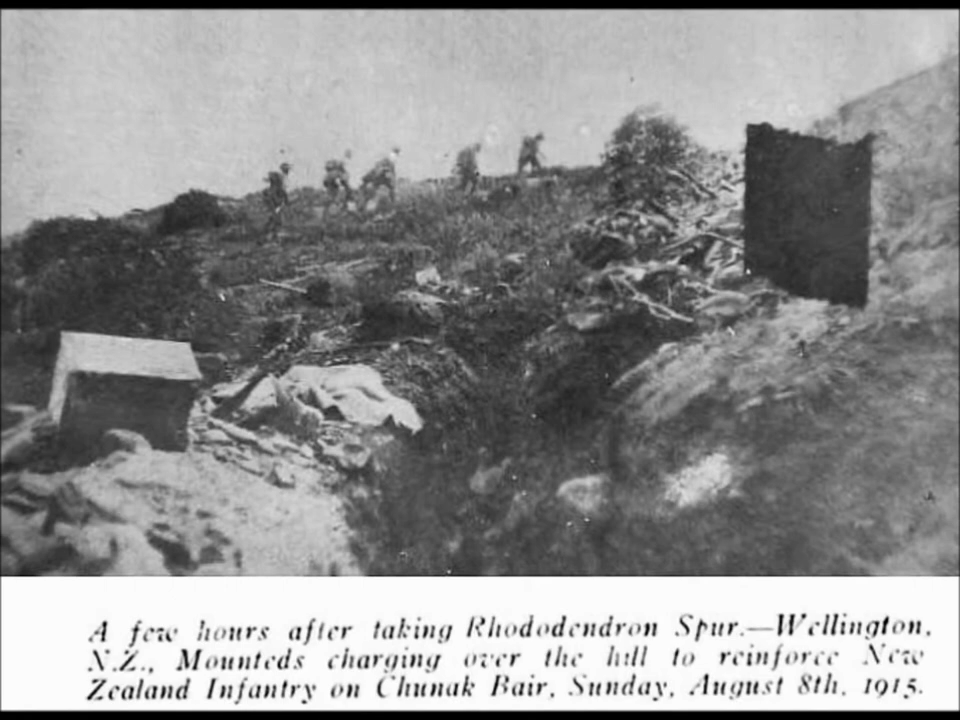 A few hours after taking Rhododendron Spur.—Wellington,
N.Z., Mounteds charging over the hill to reinforce New
Zealand Infantry on Chunak Bair, Sunday, August 8th, 1915.